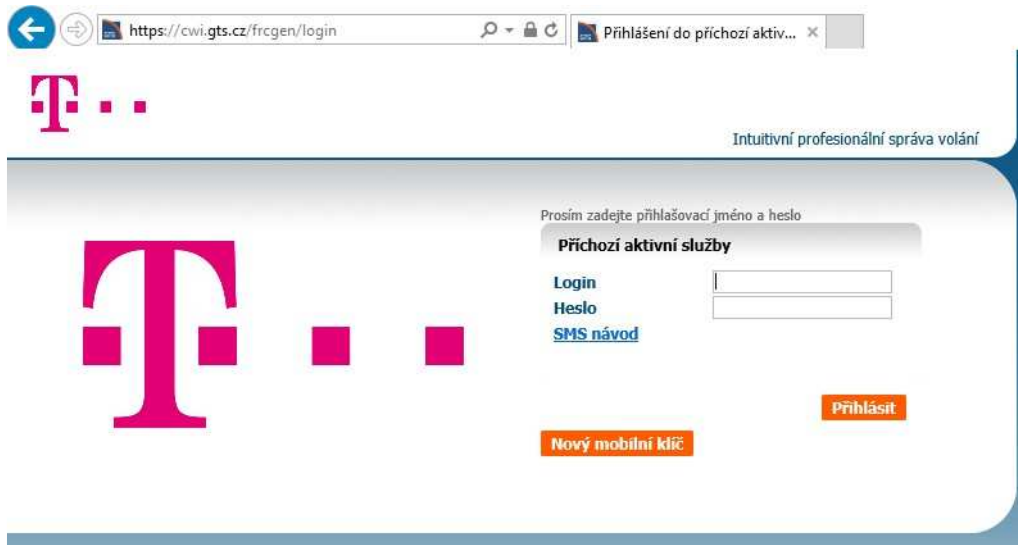 https://cwi.gts.cz/frcgen/login
Přihlášení do příchozí aktiv...
Intuitivní profesionální správa volání
Prosím zadejte přihlašovací jméno a heslo
Příchozí aktivní služby
Login
Heslo
SMS návod
Přihlásit
Nový mobilní klíč